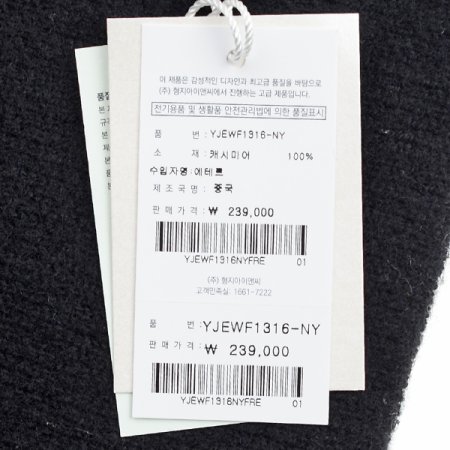 이 제품은 감성적인 디자인과 최고급 품질을 바탕으로
(주) 형지아이앤씨에서 진행하는 고급 제품입니다.
전기용품 및 생활품 안전관리법에 의한 품질표시
품 번: YJEWF1316-NY
소 재: 캐시미어 100%
수입자명: 에테르
제조국명: 중국
판매가격: ₩ 239,000
YJEWF1316NYFRE 01
(주) 형지아이앤씨
고객만족실: 1661-7222
품 번: YJEWF1316-NY
판매가격: ₩ 239,000
YJEWF1316NYFRE 01
품질